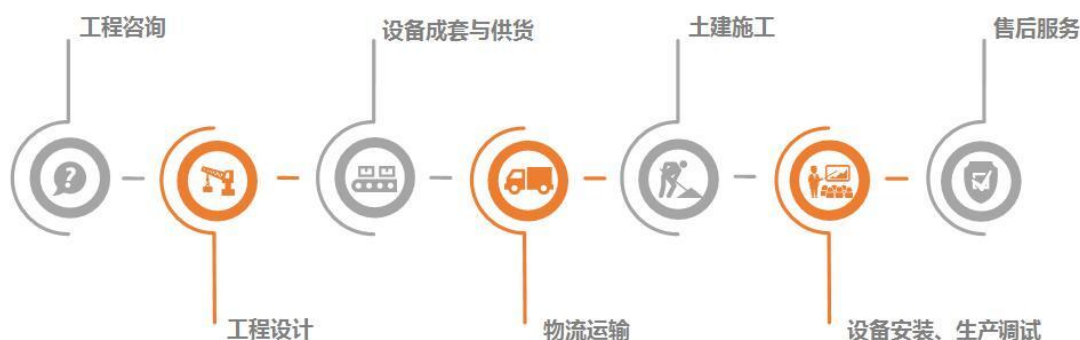 工程咨询
设备成套与供货
土建施工
售后服务
?
工程设计
物流运输
设备安装、生产调试